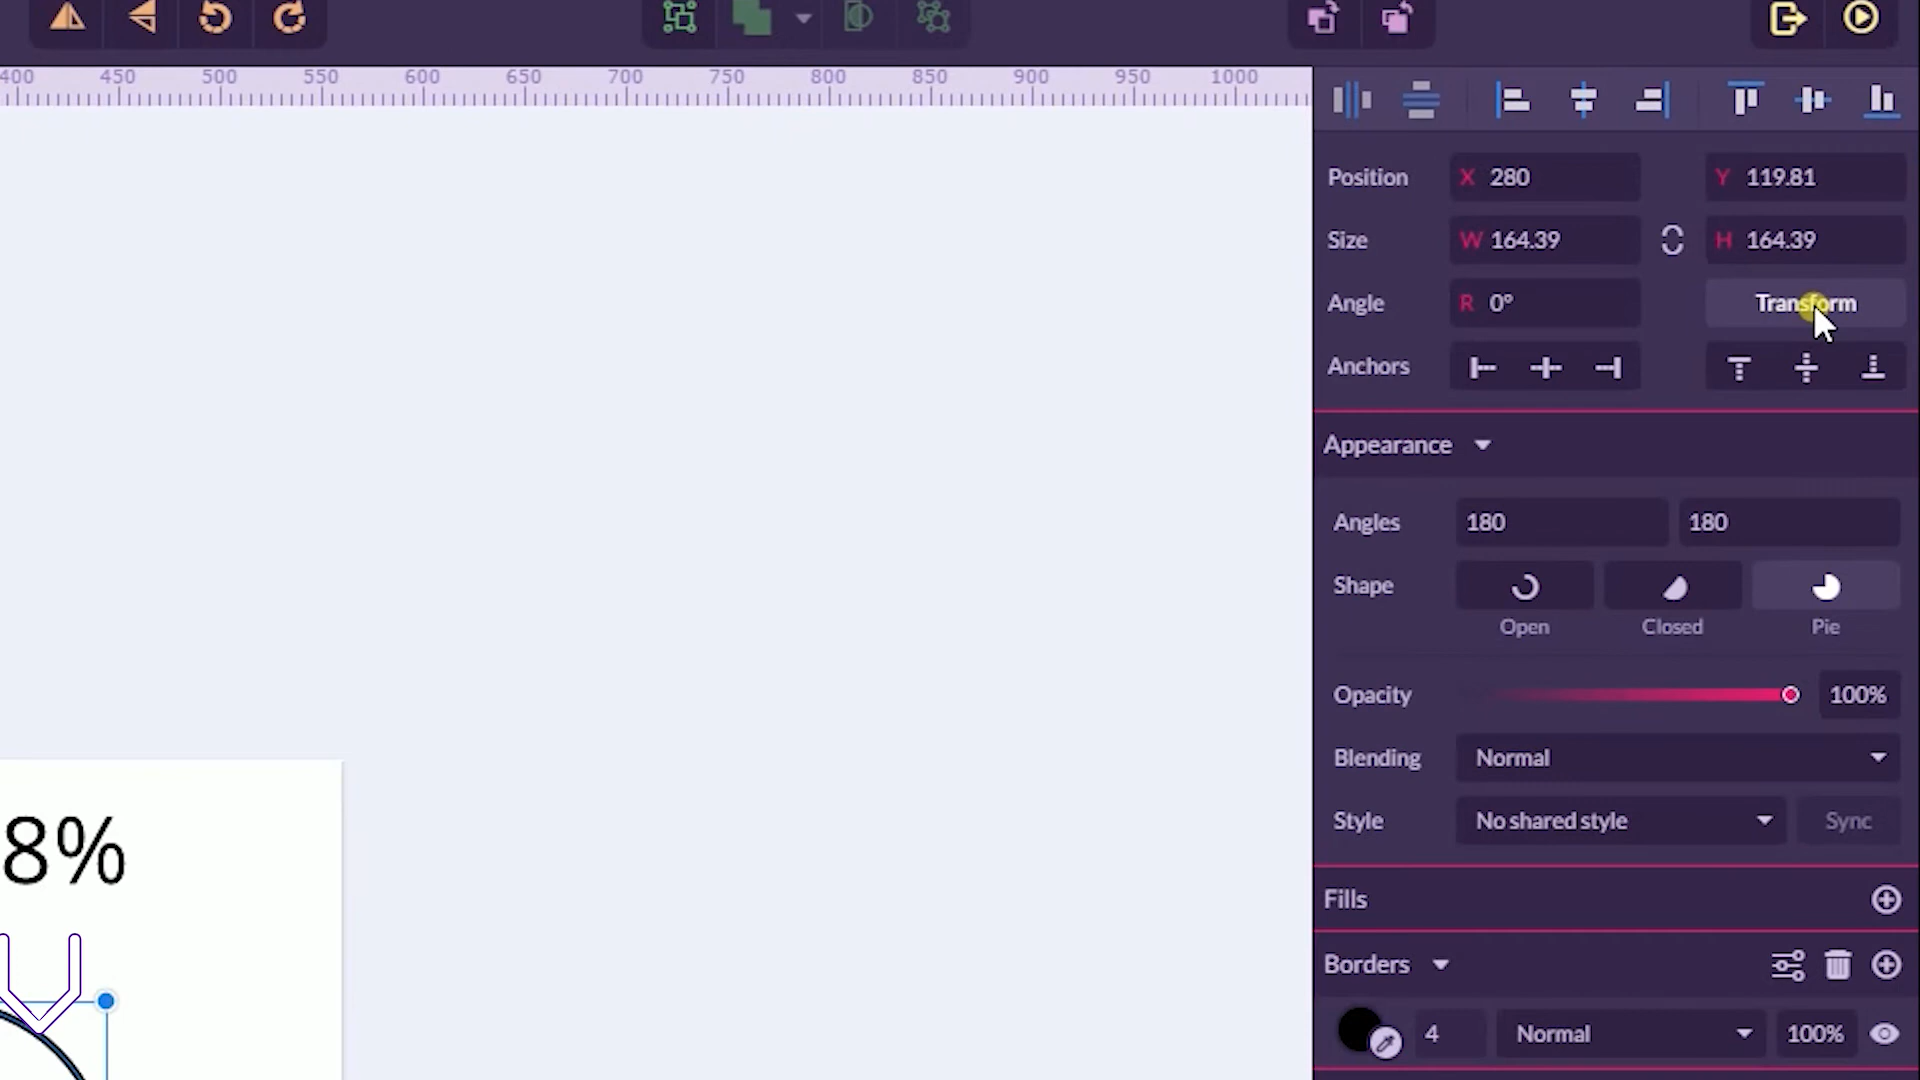 400 450 500 550 600 650 700 750 800 850 900 950 1000
Position X 280 Y 119.81
Size W 164.39 H 164.39
Angle R 0° Transform
Anchors
Appearance
Angles 180 180
Shape
Open Closed Pie
Opacity 100%
Blending Normal
Style No shared style Sync
Fills
Borders
4 Normal 100%
8%